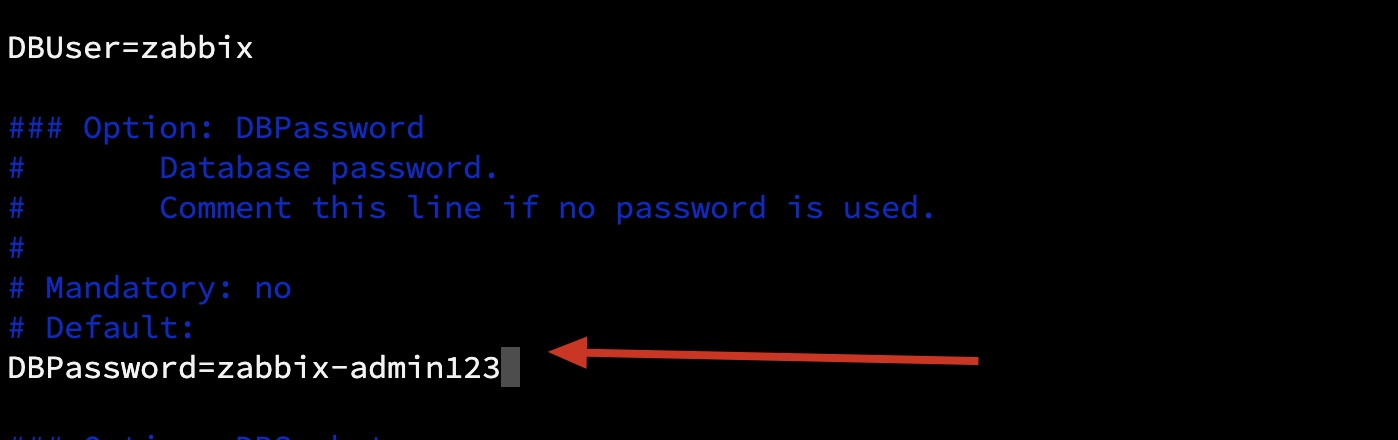 DBUser=zabbix
### Option: DBPassword
#       Database password.
#       Comment this line if no password is used.
#
# Mandatory: no
# Default:
DBPassword=zabbix-admin123